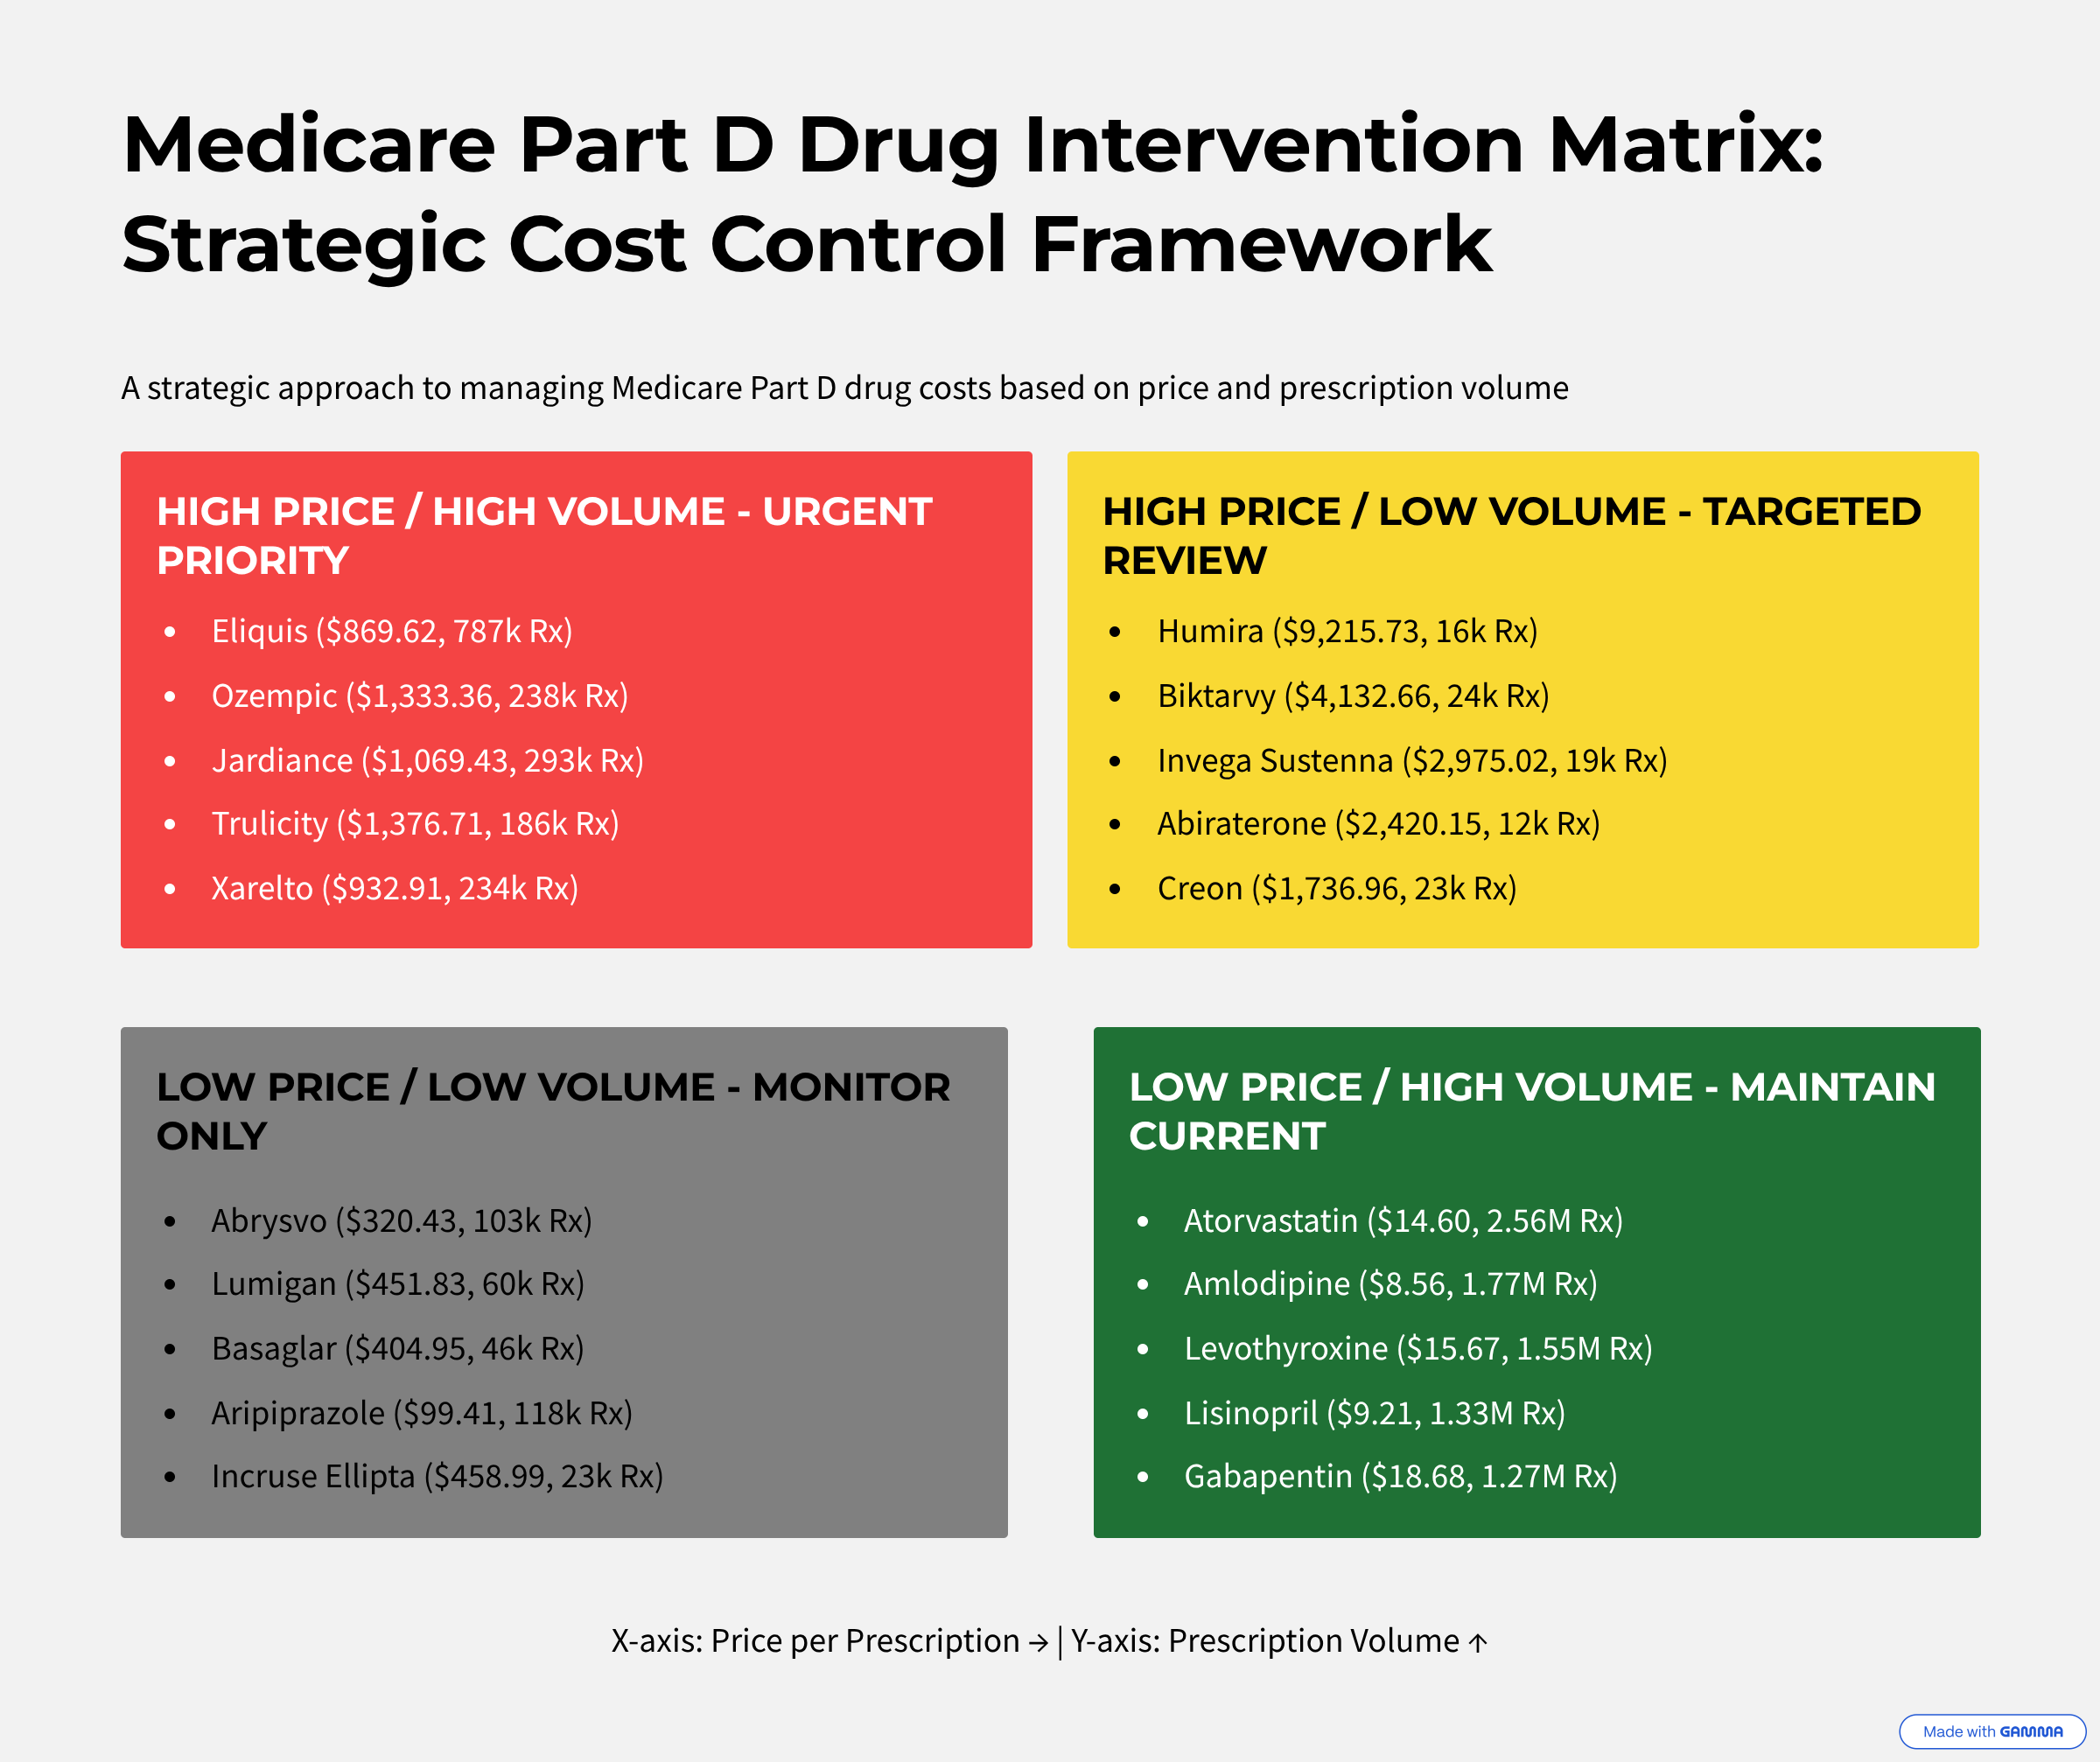 Medicare Part D Drug Intervention Matrix:
Strategic Cost Control Framework
A strategic approach to managing Medicare Part D drug costs based on price and prescription volume
HIGH PRICE / HIGH VOLUME - URGENT
PRIORITY
• Eliquis ($869.62, 787k Rx)
• Ozempic ($1,333.36, 238k Rx)
• Jardiance ($1,069.43, 293k Rx)
• Trulicity ($1,376.71, 186k Rx)
• Xarelto ($932.91, 234k Rx)
HIGH PRICE / LOW VOLUME - TARGETED
REVIEW
• Humira ($9,215.73, 16k Rx)
• Biktarvy ($4,132.66, 24k Rx)
• Invega Sustenna ($2,975.02, 19k Rx)
• Abiraterone ($2,420.15, 12k Rx)
• Creon ($1,736.96, 23k Rx)
LOW PRICE / LOW VOLUME - MONITOR
ONLY
• Abrysvo ($320.43, 103k Rx)
• Lumigan ($451.83, 60k Rx)
• Basaglar ($404.95, 46k Rx)
• Aripiprazole ($99.41, 118k Rx)
• Incruse Ellipta ($458.99, 23k Rx)
LOW PRICE / HIGH VOLUME - MAINTAIN
CURRENT
• Atorvastatin ($14.60, 2.56M Rx)
• Amlodipine ($8.56, 1.77M Rx)
• Levothyroxine ($15.67, 1.55M Rx)
• Lisinopril ($9.21, 1.33M Rx)
• Gabapentin ($18.68, 1.27M Rx)
X-axis: Price per Prescription → | Y-axis: Prescription Volume ↑
Made with GAMMA